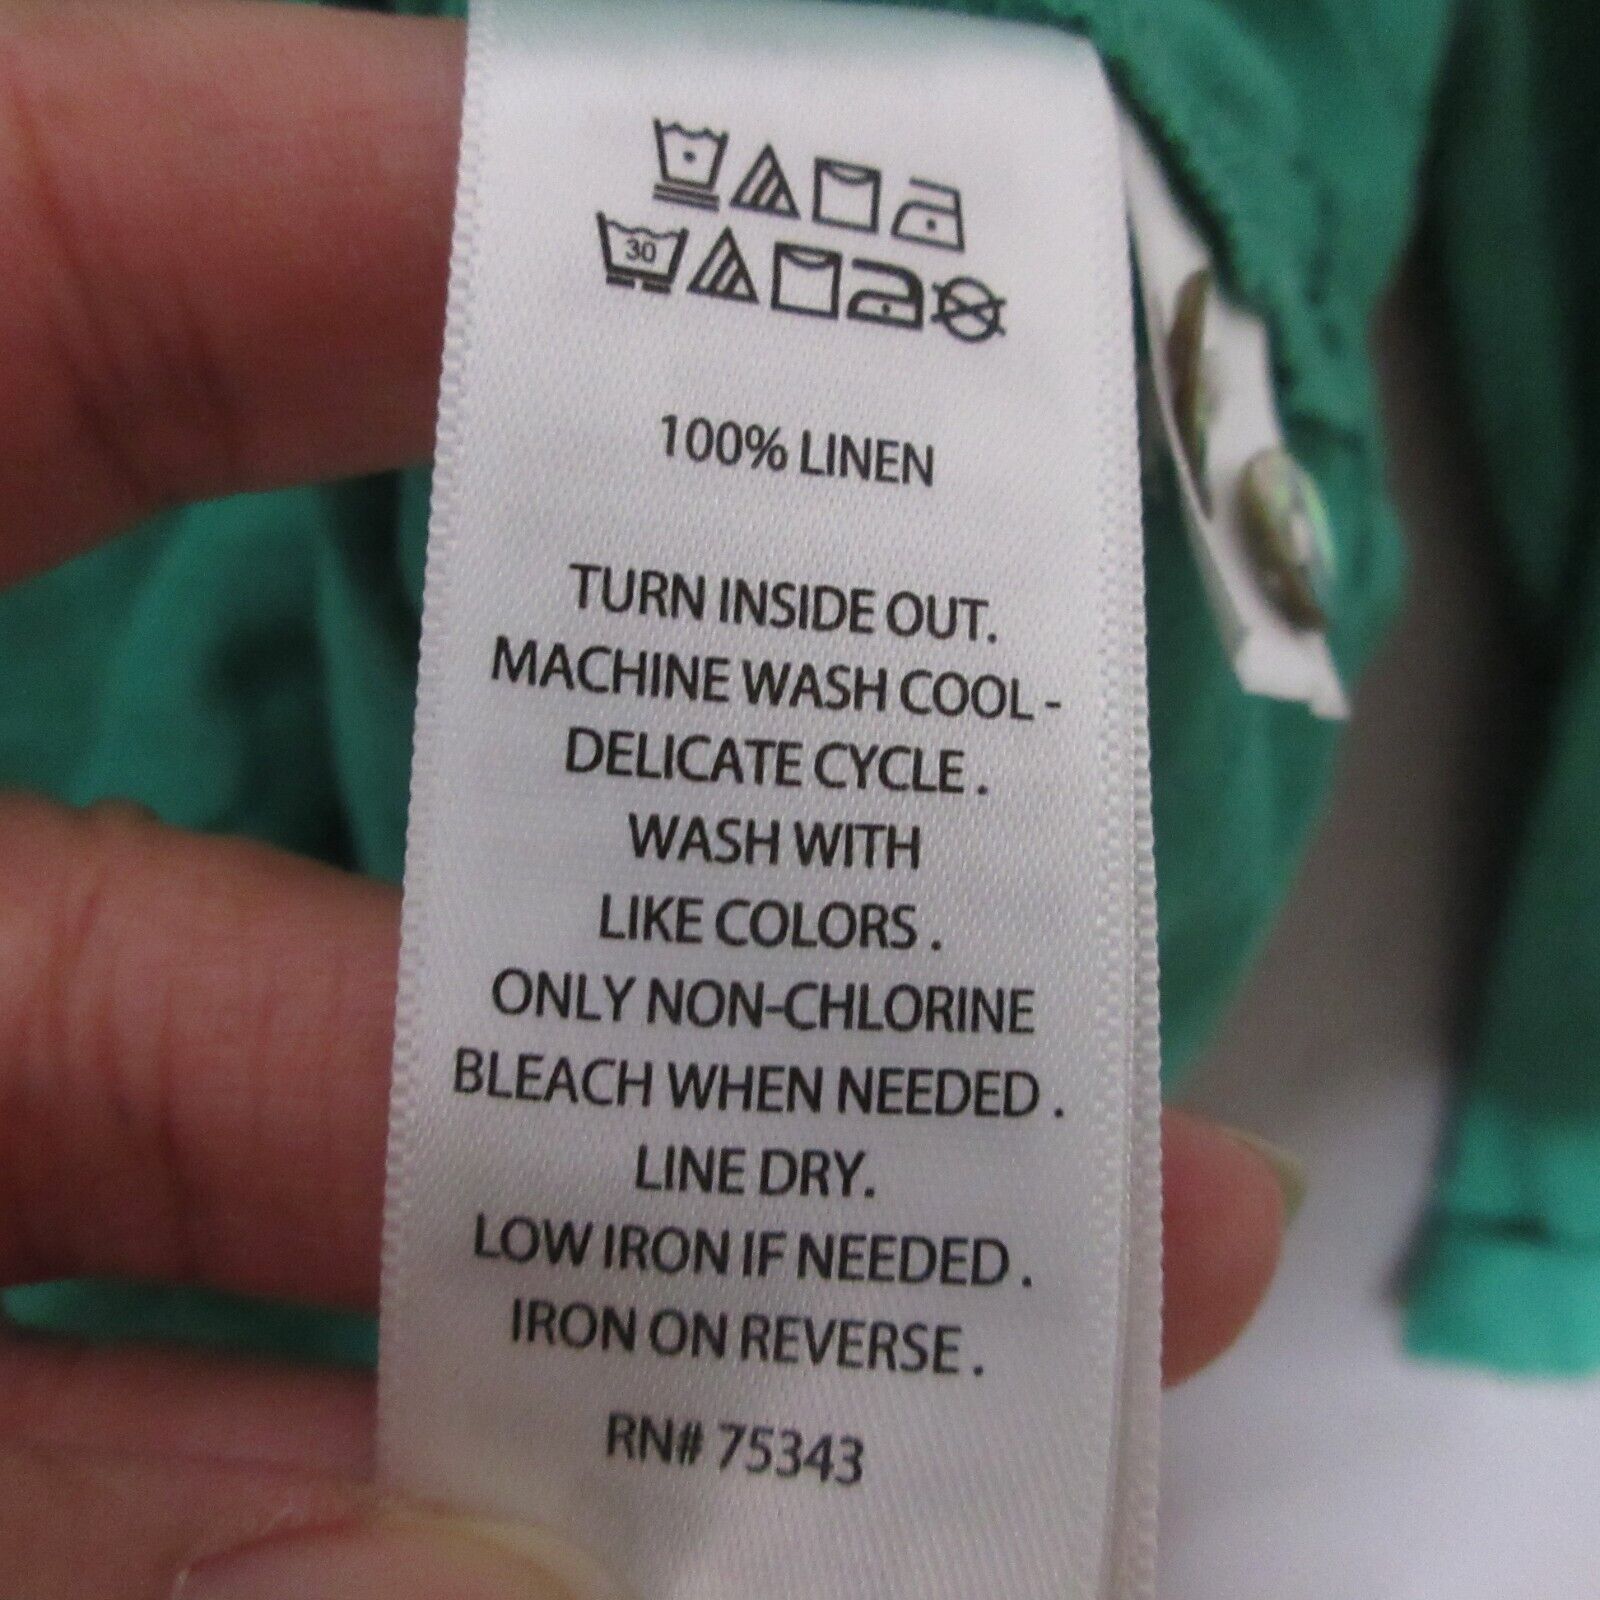 30
100% LINEN
TURN INSIDE OUT.
MACHINE WASH COOL -
DELICATE CYCLE .
WASH WITH
LIKE COLORS .
ONLY NON-CHLORINE
BLEACH WHEN NEEDED .
LINE DRY.
LOW IRON IF NEEDED .
IRON ON REVERSE .
RN# 75343